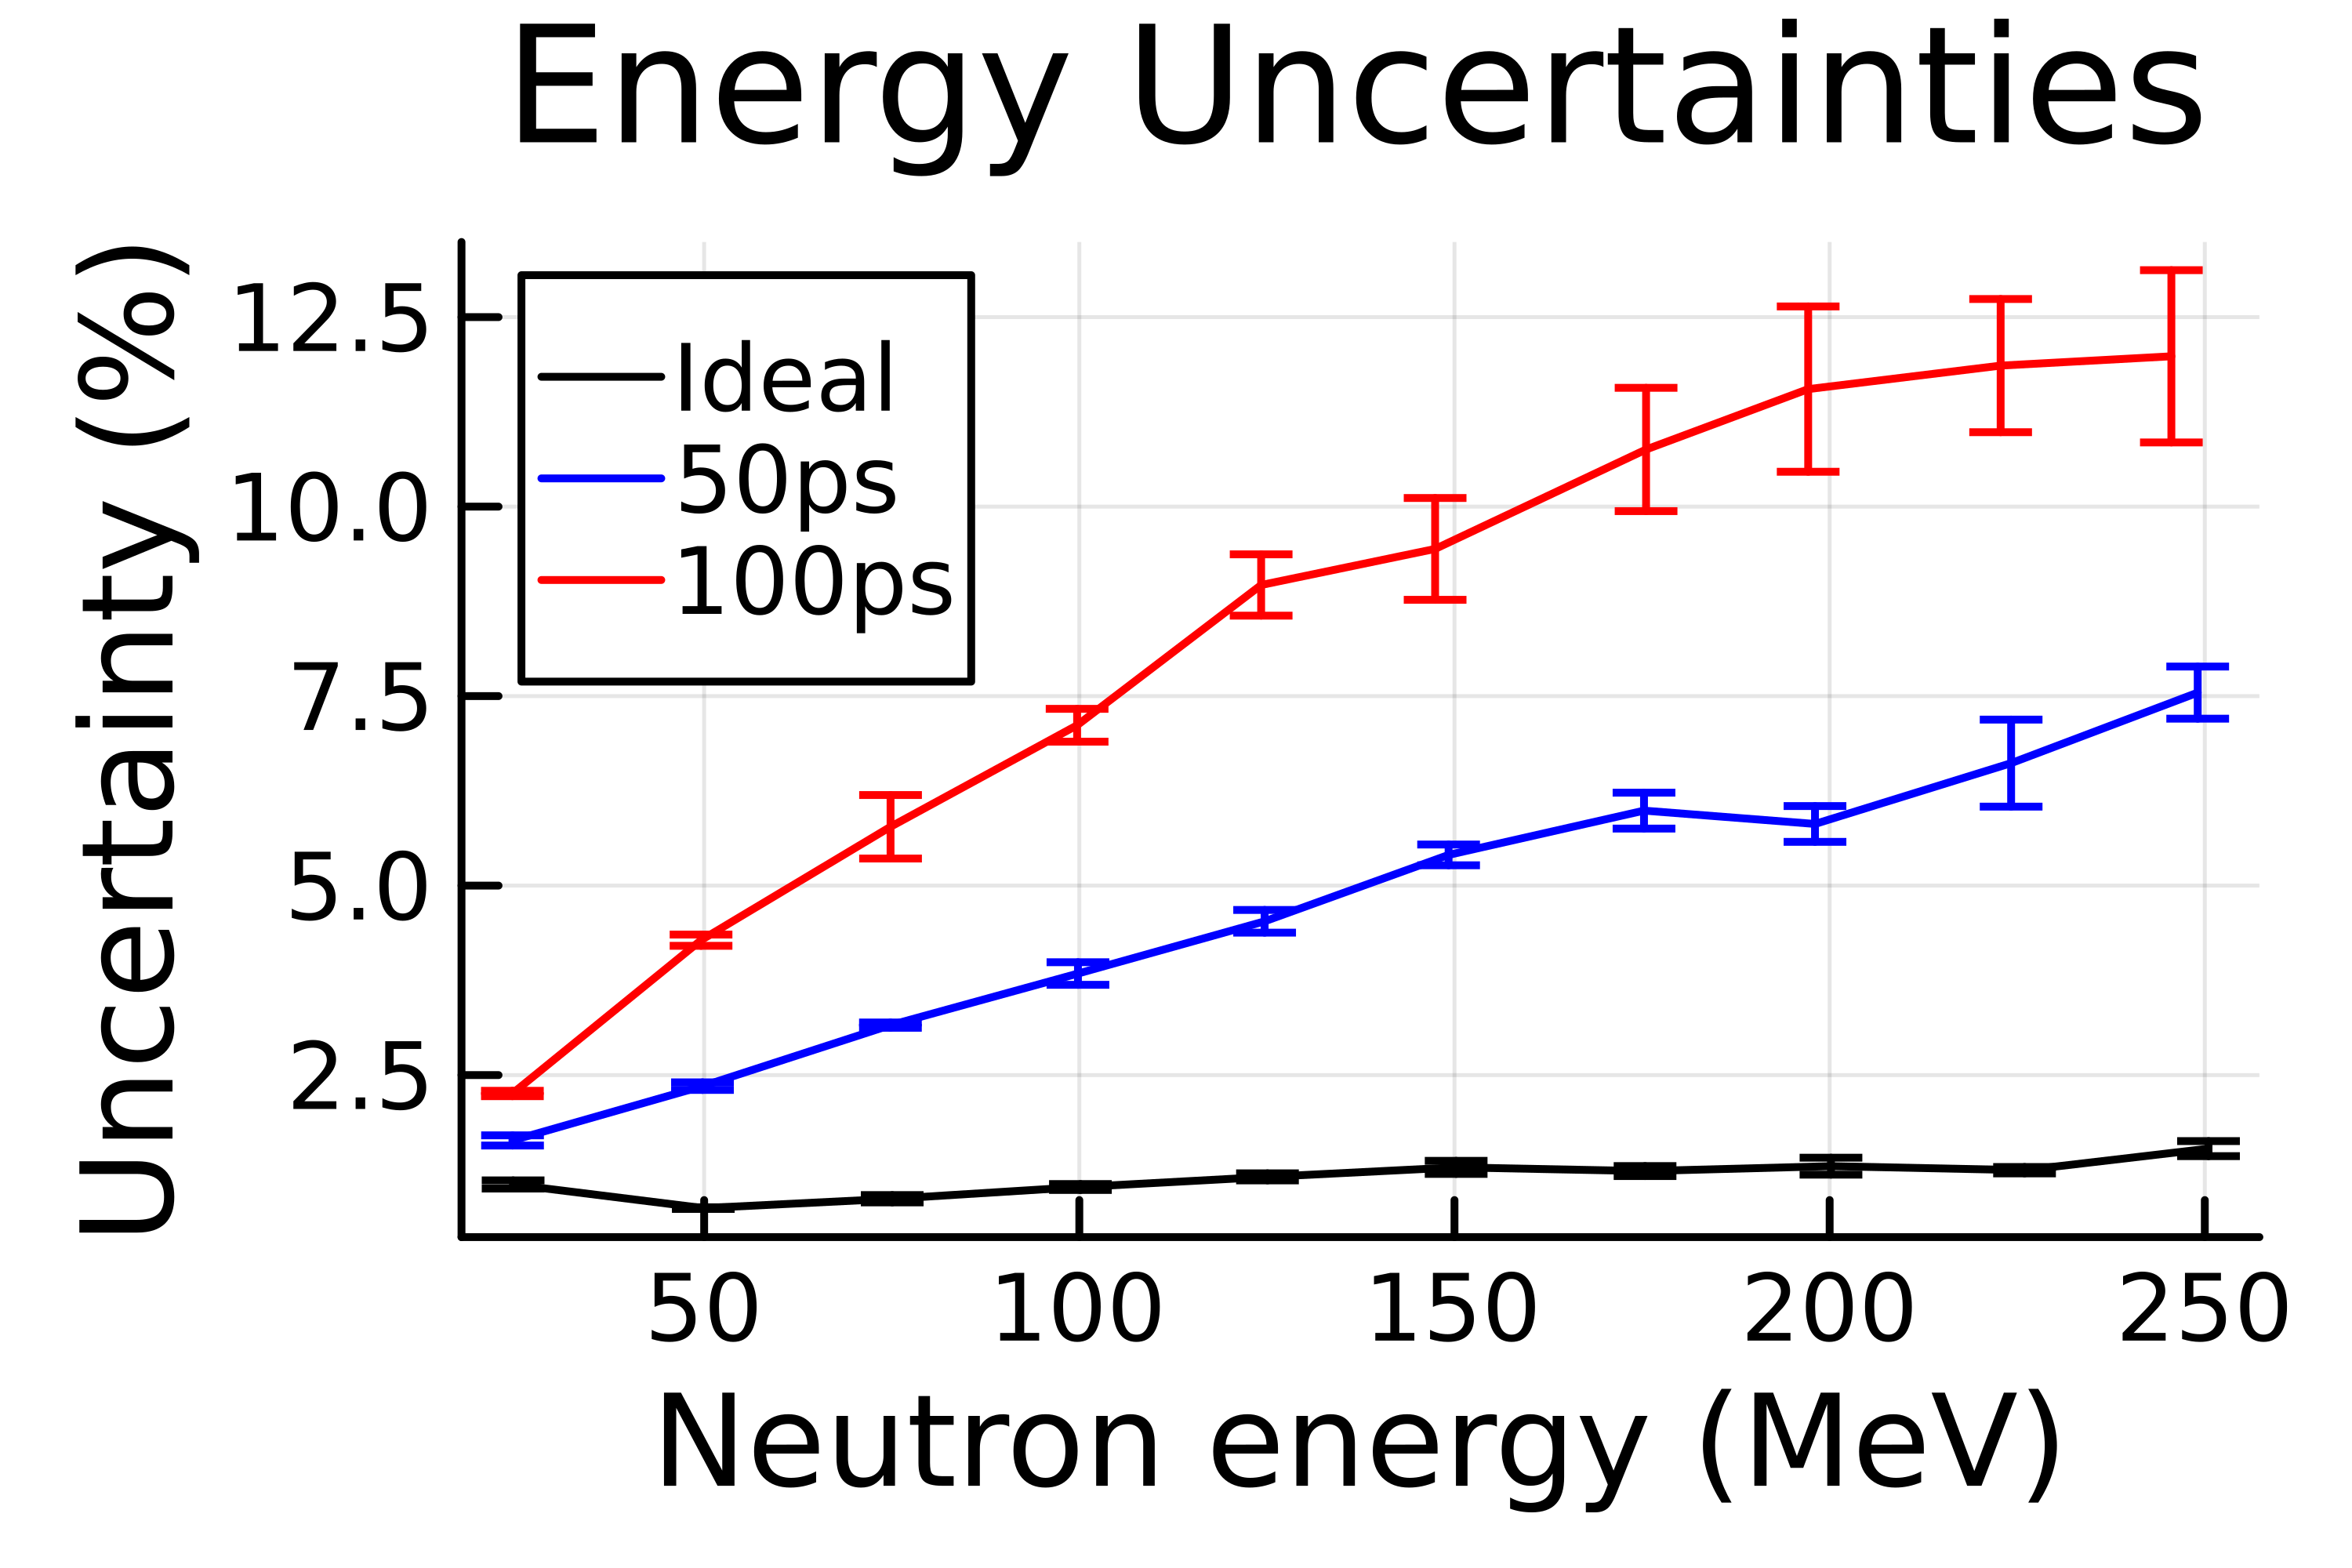 Energy Uncertainties
Uncertainty (%)
12.5
10.0
7.5
5.0
2.5
Ideal
50ps
100ps
50 100 150 200 250
Neutron energy (MeV)